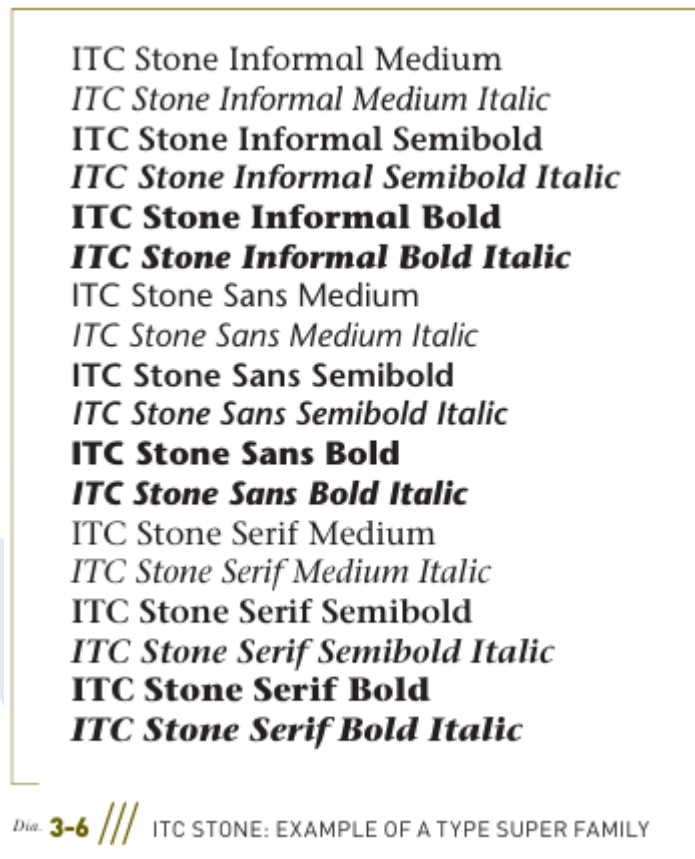 ITC Stone Informal Medium
ITC Stone Informal Medium Italic
ITC Stone Informal Semibold
ITC Stone Informal Semibold Italic
ITC Stone Informal Bold
ITC Stone Informal Bold Italic
ITC Stone Sans Medium
ITC Stone Sans Medium Italic
ITC Stone Sans Semibold
ITC Stone Sans Semibold Italic
ITC Stone Sans Bold
ITC Stone Sans Bold Italic
ITC Stone Serif Medium
ITC Stone Serif Medium Italic
ITC Stone Serif Semibold
ITC Stone Serif Semibold Italic
ITC Stone Serif Bold
ITC Stone Serif Bold Italic
Dia. 3-6 /// ITC STONE: EXAMPLE OF A TYPE SUPER FAMILY